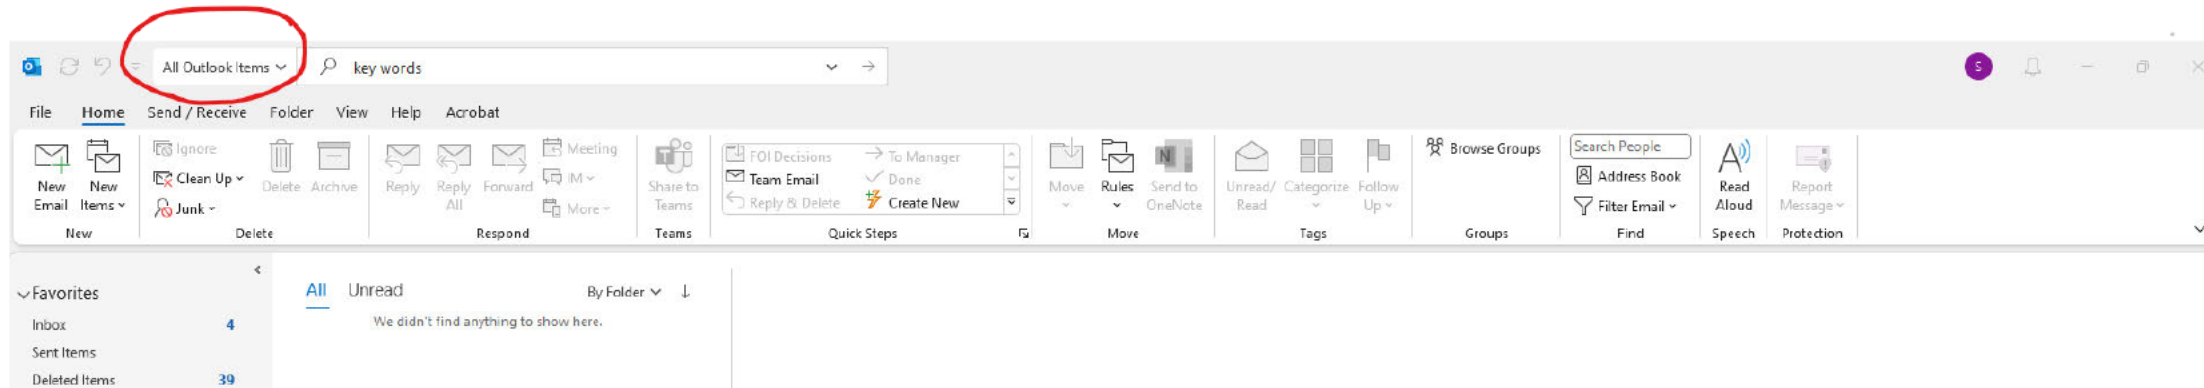 All Outlook Items
key words
S
File Home Send / Receive Folder View Help Acrobat
New Email
New Items
New
Ignore
Clean Up
Junk
Delete
Archive
Delete
Reply
Reply All
Forward
Meeting
IM
More
Respond
Share to Teams
Teams
FOI Decisions
Team Email
Reply & Delete
To Manager
Done
Create New
Quick Steps
Move
Rules
Send to OneNote
Move
Unread/ Read
Categorize
Follow Up
Tags
Browse Groups
Groups
Search People
Address Book
Filter Email
Find
Read Aloud
Speech
Report Message
Protection
Favorites
Inbox 4
Sent Items
Deleted Items 39
All Unread By Folder
We didn't find anything to show here.